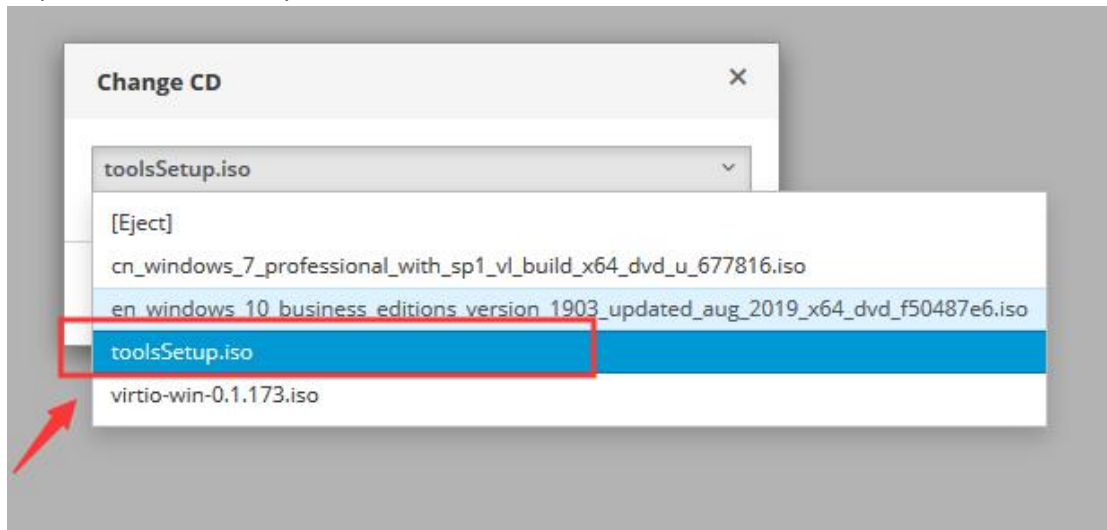 Change CD
toolsSetup.iso
[Eject]
cn_windows_7_professional_with_sp1_vl_build_x64_dvd_u_677816.iso
en_windows_10_business_editions_version_1903_updated_aug_2019_x64_dvd_f50487e6.iso
toolsSetup.iso
virtio-win-0.1.173.iso